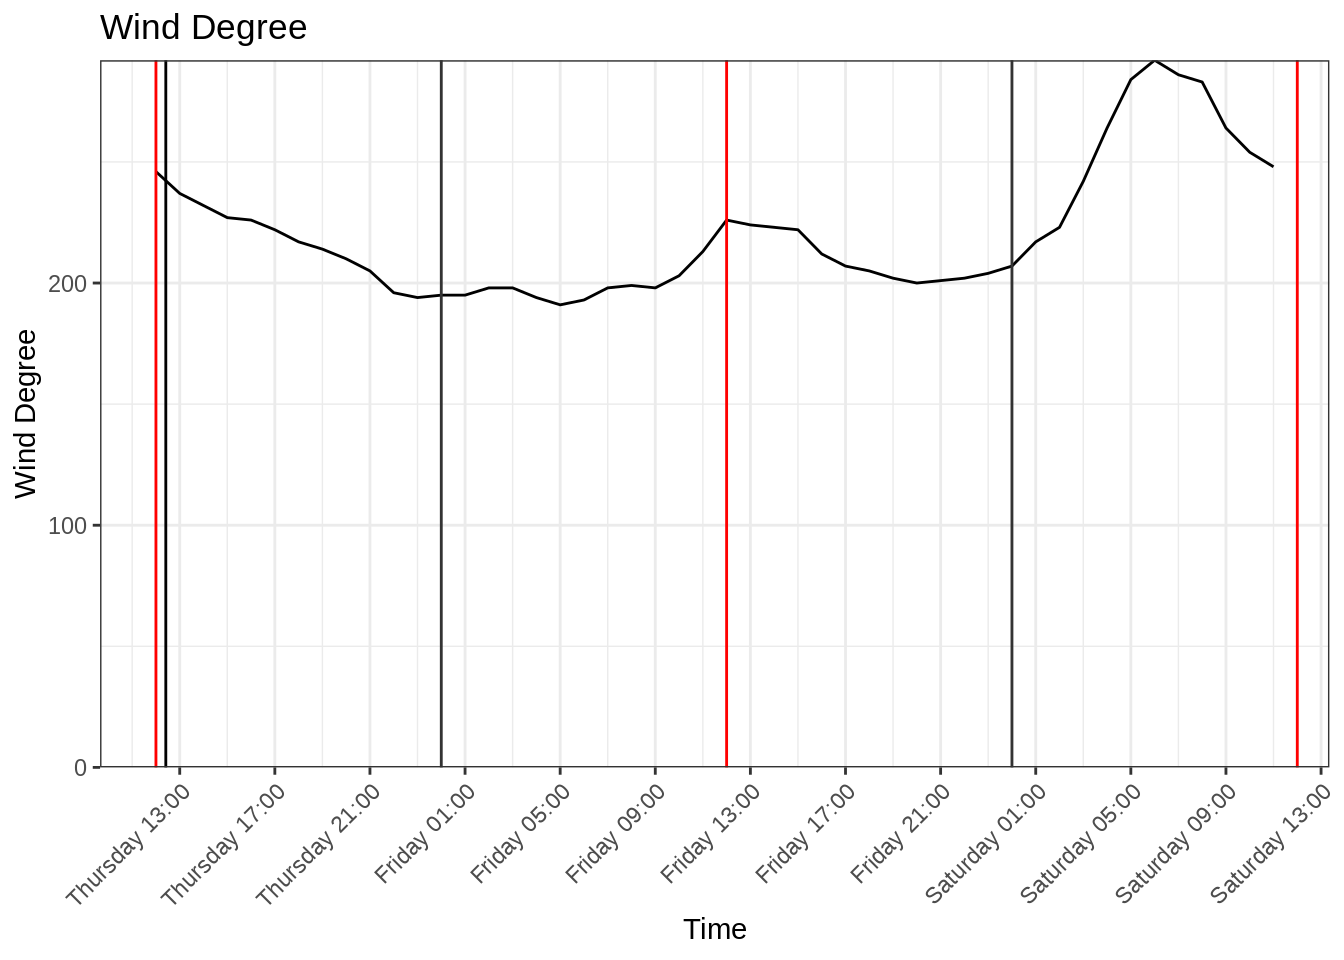 Wind Degree
Wind Degree
200
100
0
Thursday 13:00
Thursday 17:00
Thursday 21:00
Friday 01:00
Friday 05:00
Friday 09:00
Friday 13:00
Friday 17:00
Friday 21:00
Saturday 01:00
Saturday 05:00
Saturday 09:00
Saturday 13:00
Time